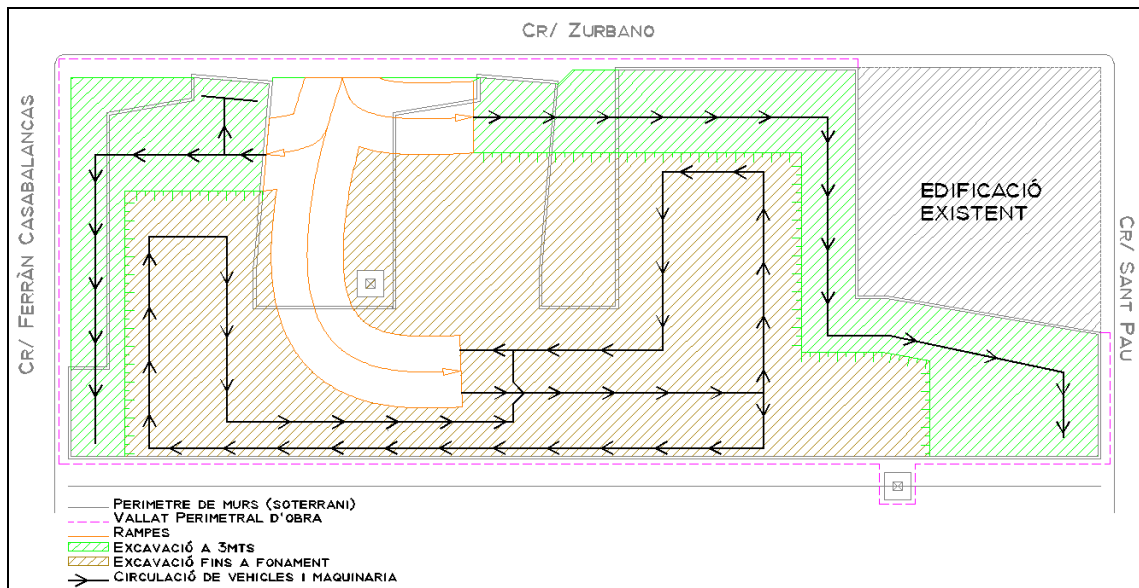 CR/ ZURBANO
CR/ FERRÀN CASABALANCAS
EDIFICACIÓ
EXISTENT
CR/ SANT PAU
PERIMETRE DE MURS (SOTERRANI)
VALLAT PERIMETRAL D'OBRA
RAMPES
EXCAVACIÓ A 3MTS
EXCAVACIÓ FINS A FONAMENT
CIRCULACIÓ DE VEHICLES I MAQUINARIA